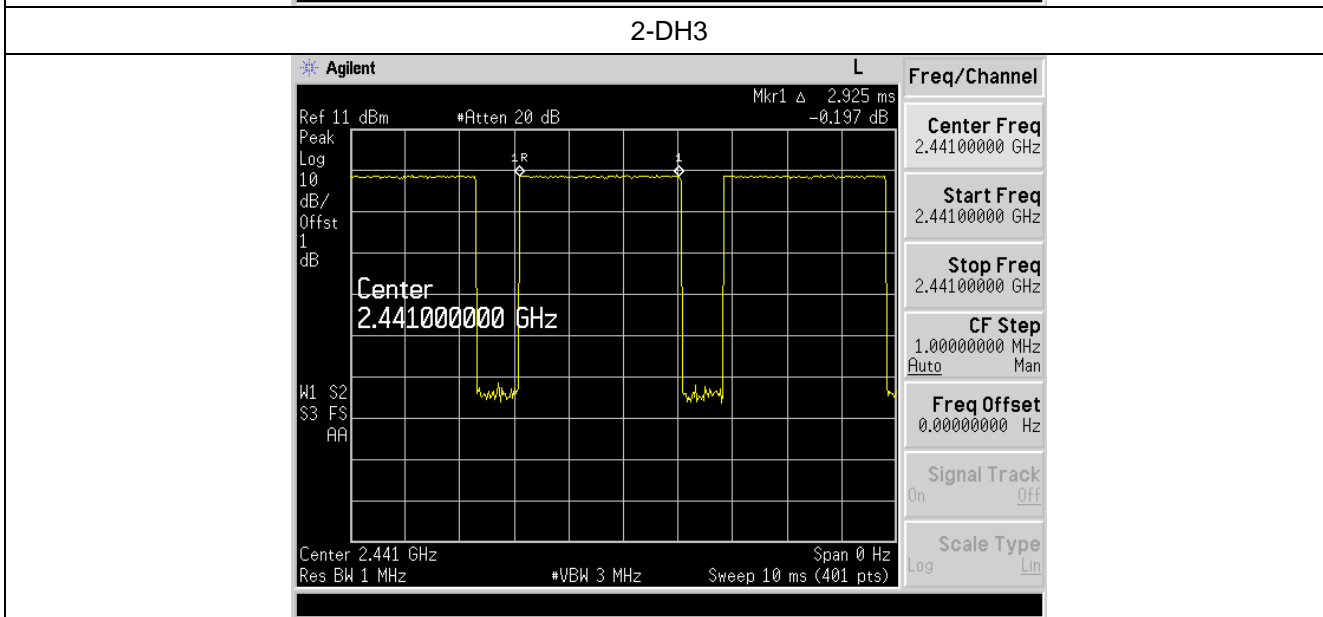 2-DH3
Agilent
L
Mkr1 Δ 2.925 ms
Ref 11 dBm #Atten 20 dB -0.197 dB
Peak
Log
10
dB/
Offst
1
dB
1R
1
Center
2.441000000 GHz
W1 S2
S3 FS
AA
Center 2.441 GHz Span 0 Hz
Res BW 1 MHz #VBW 3 MHz Sweep 10 ms (401 pts)
Freq/Channel
Center Freq
2.44100000 GHz
Start Freq
2.44100000 GHz
Stop Freq
2.44100000 GHz
CF Step
1.00000000 MHz
Auto Man
Freq Offset
0.00000000 Hz
Signal Track
On Off
Scale Type
Log Lin